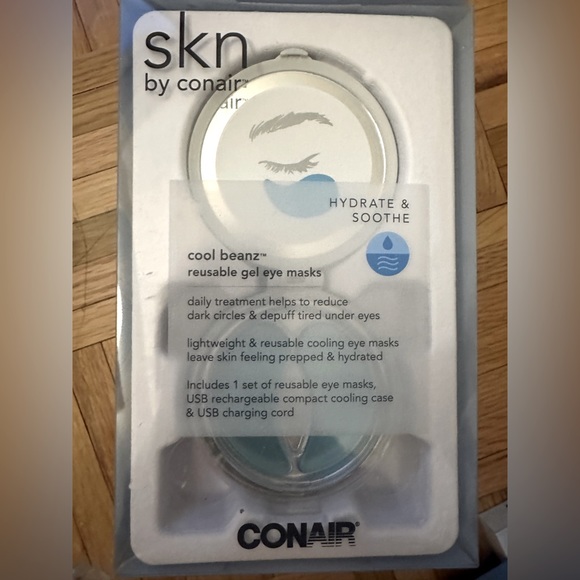 skn
by conair™
air™
HYDRATE &
SOOTHE
cool beanz™
reusable gel eye masks
daily treatment helps to reduce
dark circles & depuff tired under eyes
lightweight & reusable cooling eye masks
leave skin feeling prepped & hydrated
Includes 1 set of reusable eye masks,
USB rechargeable compact cooling case
& USB charging cord
CONAIR®